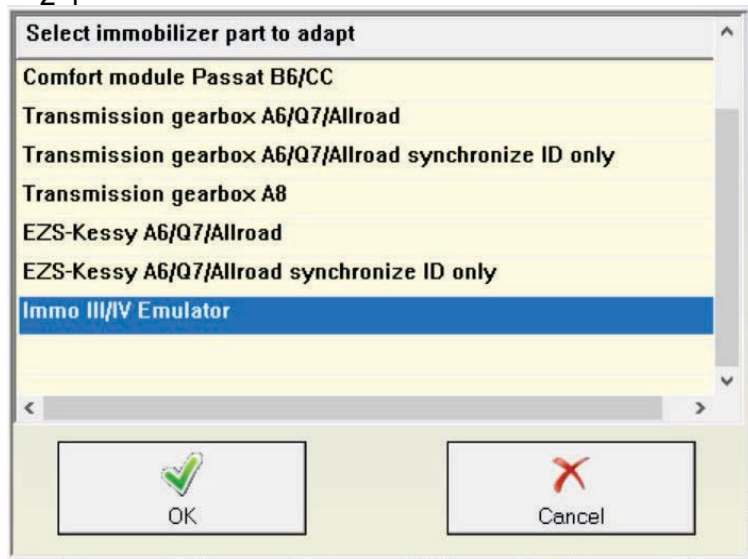 Select immobilizer part to adapt
Comfort module Passat B6/CC
Transmission gearbox A6/Q7/Allroad
Transmission gearbox A6/Q7/Allroad synchronize ID only
Transmission gearbox A8
EZS-Kessy A6/Q7/Allroad
EZS-Kessy A6/Q7/Allroad synchronize ID only
Immo III/IV Emulator
OK
Cancel